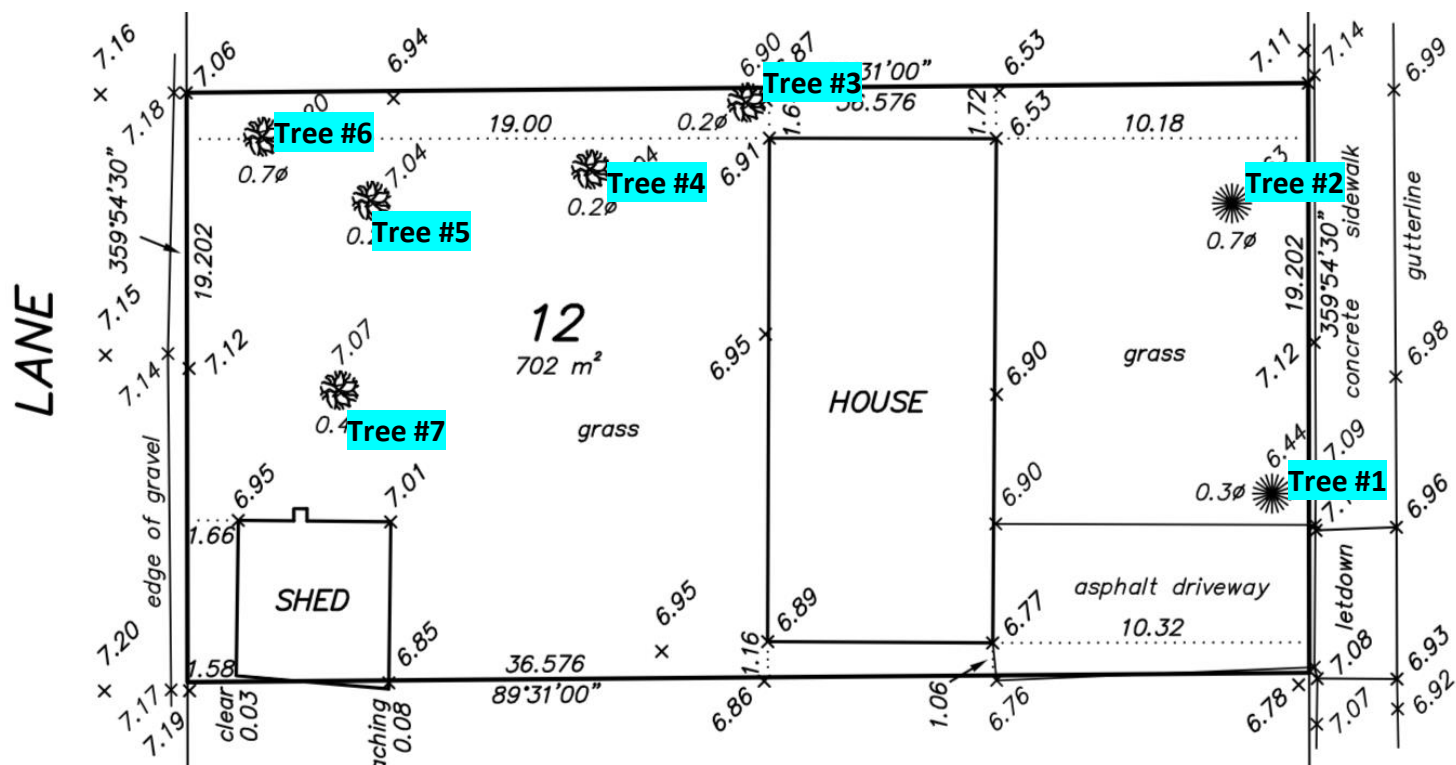 7.16
7.06
6.94
6.90
6.53
7.11
7.14
6.99
Tree #3
31'00"
7.18
Tree #6
19.00
0.2ø
36.576
1.72
6.53
10.18
0.7ø
7.04
6.91
Tree #4
Tree #2
0.2ø
Tree #5
0.7ø
359°54'30"
19.202
LANE
7.15
7.12
7.14
7.07
12
702 m²
6.95
6.90
HOUSE
grass
grass
Tree #7
19.202
359°54'30"
concrete sidewalk
gutterline
7.12
6.98
6.44
7.09
0.3ø
Tree #1
6.96
edge of gravel
6.95
7.01
1.66
6.90
SHED
asphalt driveway
letdown
10.32
6.95
6.89
6.77
7.20
6.85
1.58
36.576
89°31'00"
1.16
7.08
6.93
7.17
7.19
clear
0.03
0.08
6.86
1.06
6.76
6.78
7.07
6.92